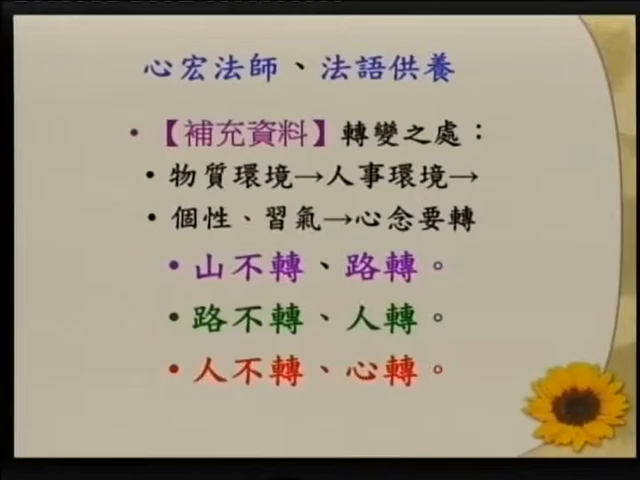 心宏法師、法語供養
• 【補充資料】轉變之處：
• 物質環境→人事環境→
• 個性、習氣→心念要轉
• 山不轉、路轉。
• 路不轉、人轉。
• 人不轉、心轉。